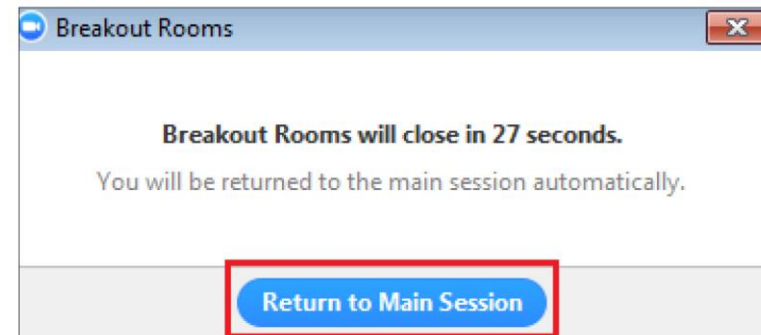 Breakout Rooms
Breakout Rooms will close in 27 seconds.
You will be returned to the main session automatically.
Return to Main Session